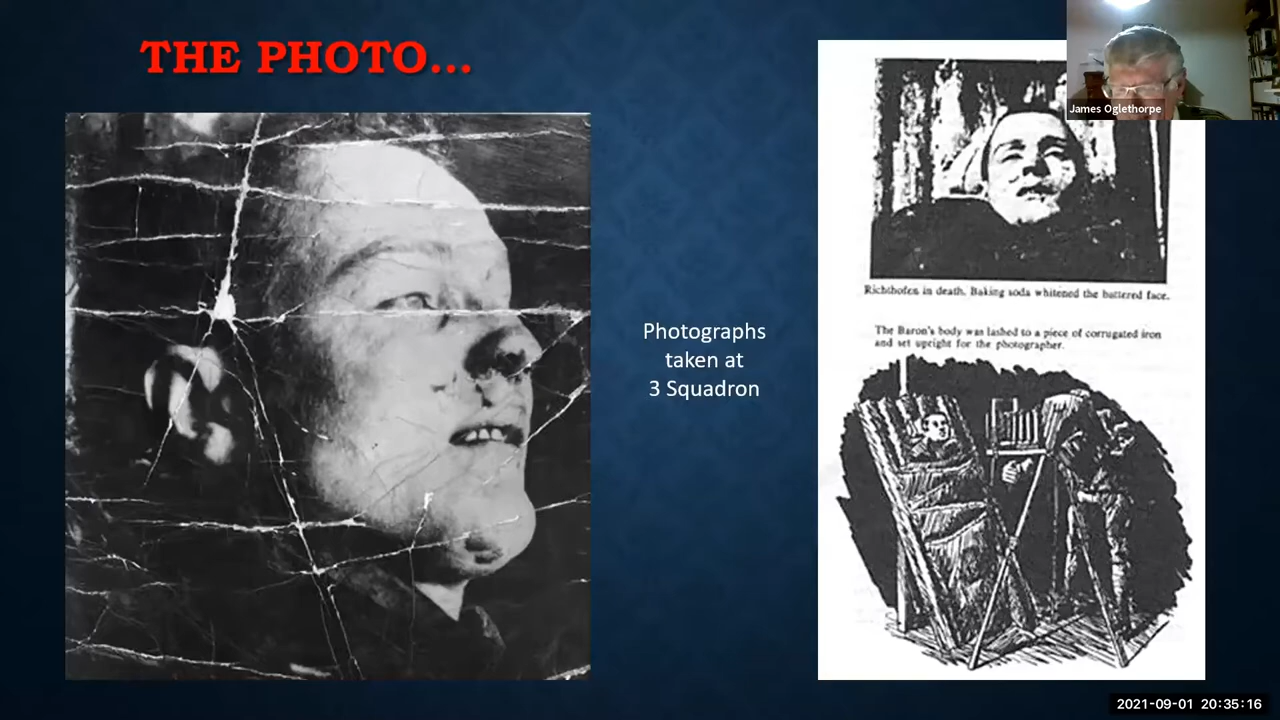 THE PHOTO...
Photographs
taken at
3 Squadron
James Oglethorpe
Richthofen in death. Baking soda whitened the battered face.
The Baron's body was lashed to a piece of corrugated iron
and set upright for the photographer.
2021-09-01 20:35:16